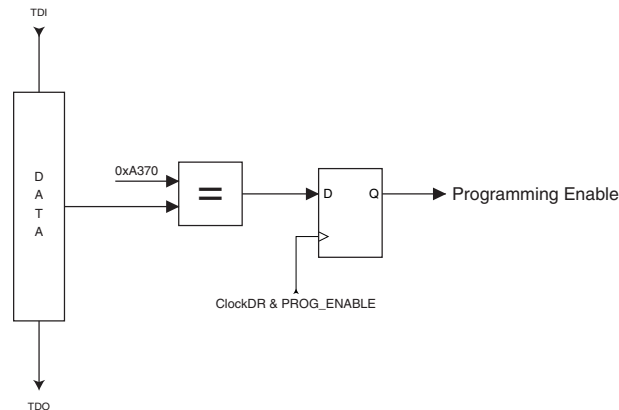 TDI
D
A
T
A
0xA370
=
D
Q
Programming Enable
ClockDR & PROG_ENABLE
TDO